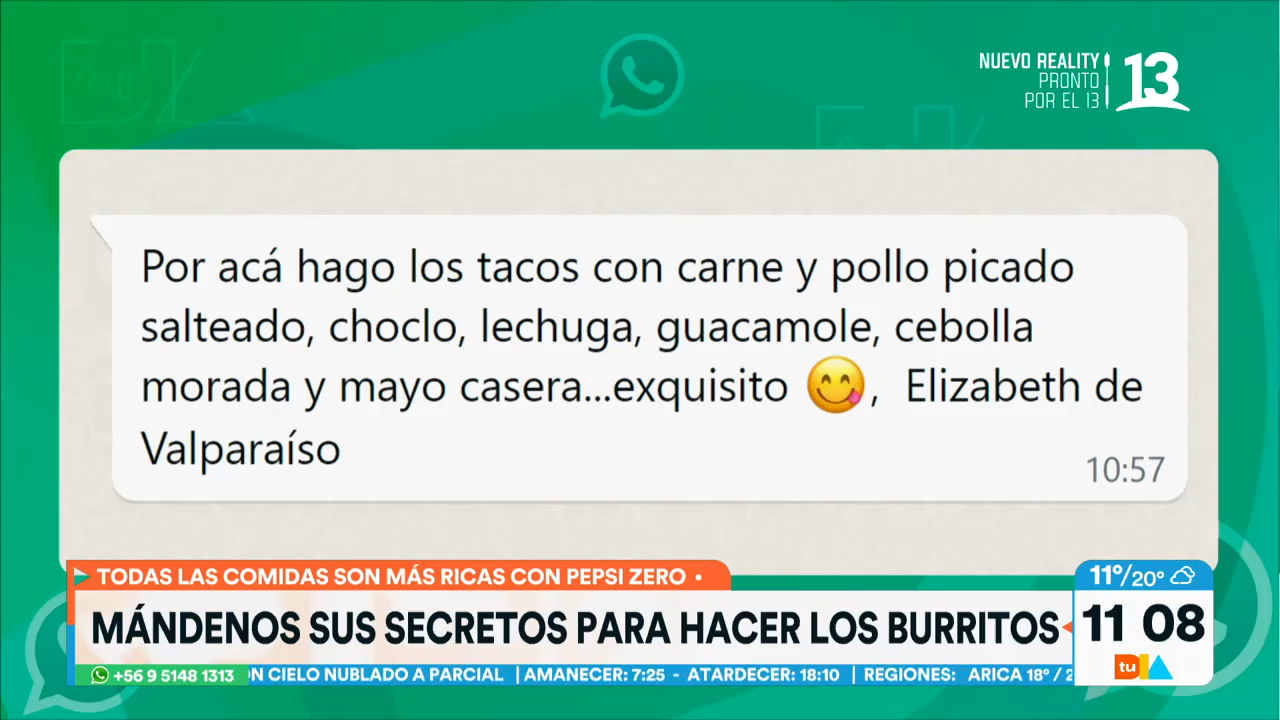 NUEVO REALITY
PRONTO
POR EL 13
13
Por acá hago los tacos con carne y pollo picado
salteado, choclo, lechuga, guacamole, cebolla
morada y mayo casera...exquisito 😋, Elizabeth de
Valparaíso
10:57
TODAS LAS COMIDAS SON MÁS RICAS CON PEPSI ZERO •
11°/20°
MÁNDENOS SUS SECRETOS PARA HACER LOS BURRITOS
11 08
tu DÍA
+56 9 5148 1313 CIELO NUBLADO A PARCIAL | AMANECER: 7:25 - ATARDECER: 18:10 | REGIONES: ARICA 18° /